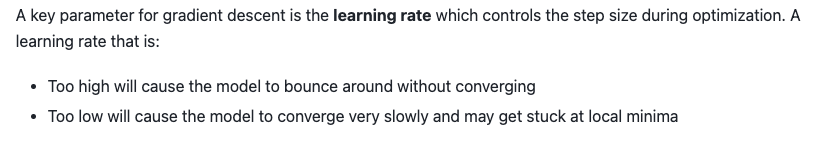 A key parameter for gradient descent is the learning rate which controls the step size during optimization. A
learning rate that is:
• Too high will cause the model to bounce around without converging
• Too low will cause the model to converge very slowly and may get stuck at local minima